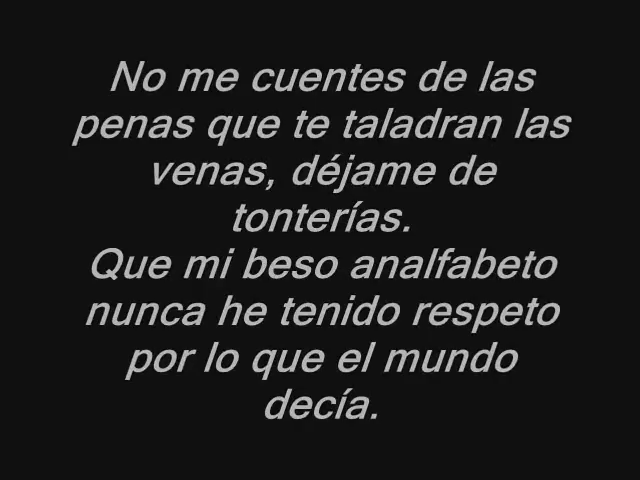 No me cuentes de las
penas que te taladran las
venas, déjame de
tonterías.
Que mi beso analfabeto
nunca he tenido respeto
por lo que el mundo
decía.